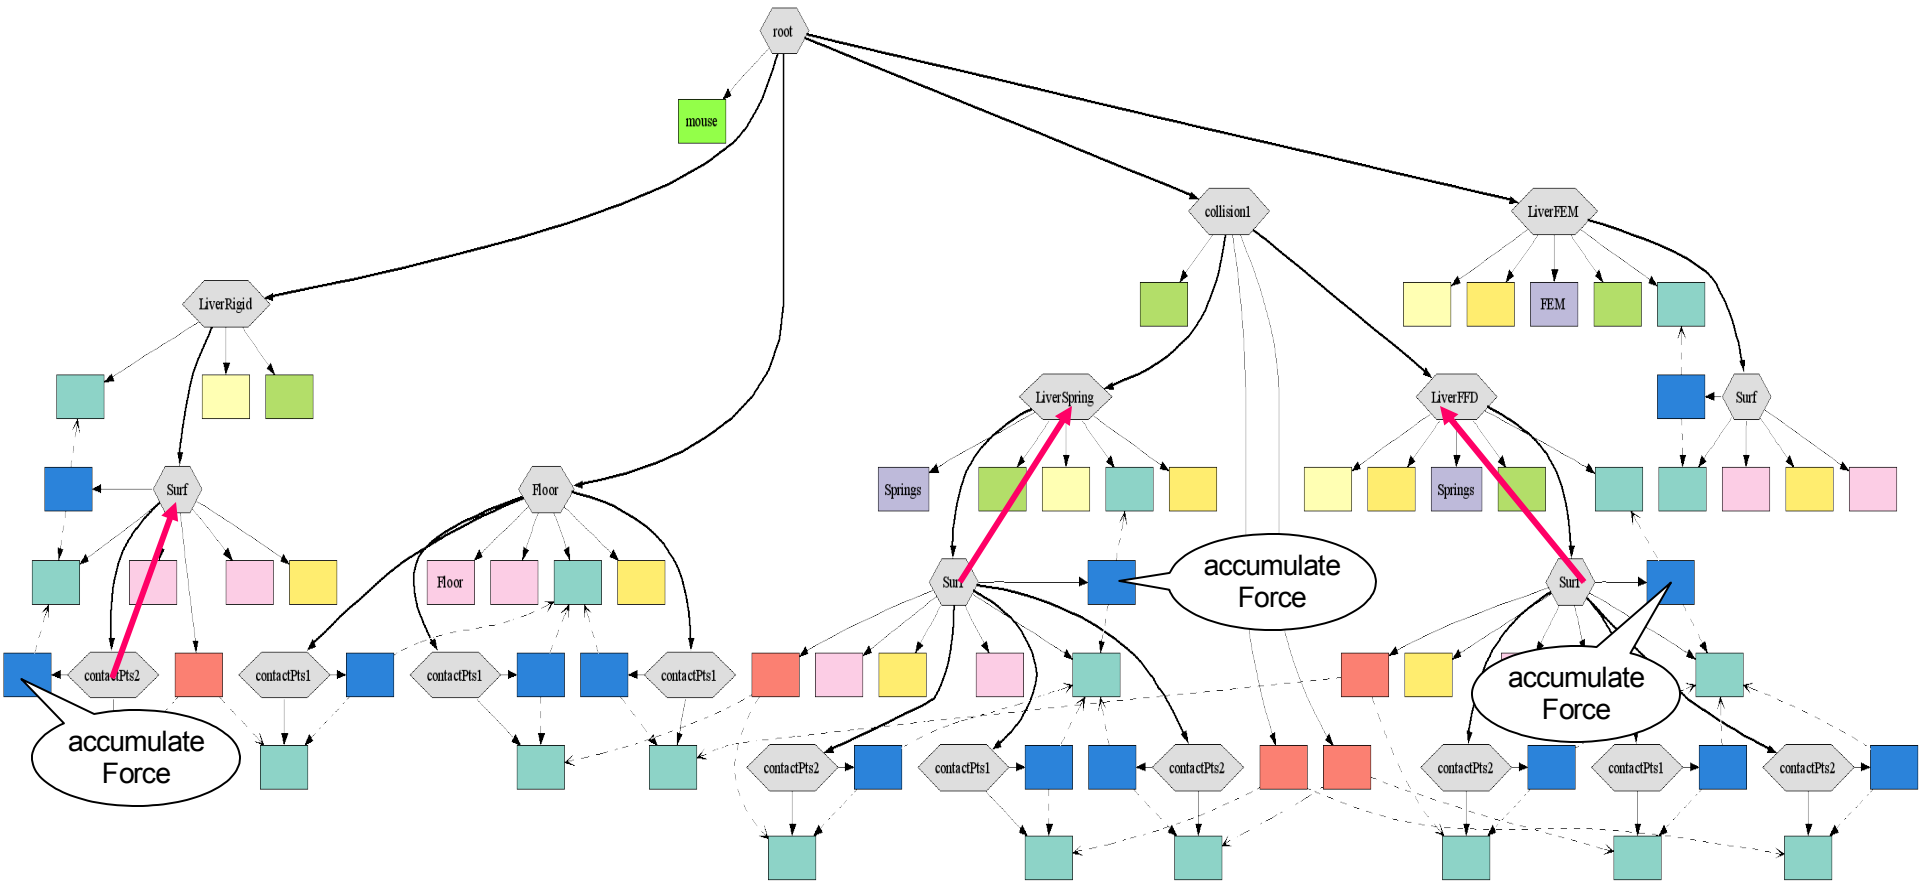 root
mouse
collision1
LiverFEM
LiverRigid
FEM
LiverSpring
LiverFFD
Surf
Surf
Floor
Springs
Springs
Floor
Surf
accumulate
Force
Surf
contactPts2
contactPts1
contactPts1
contactPts1
accumulate
Force
accumulate
Force
contactPts2
contactPts1
contactPts2
contactPts2
contactPts1
contactPts2